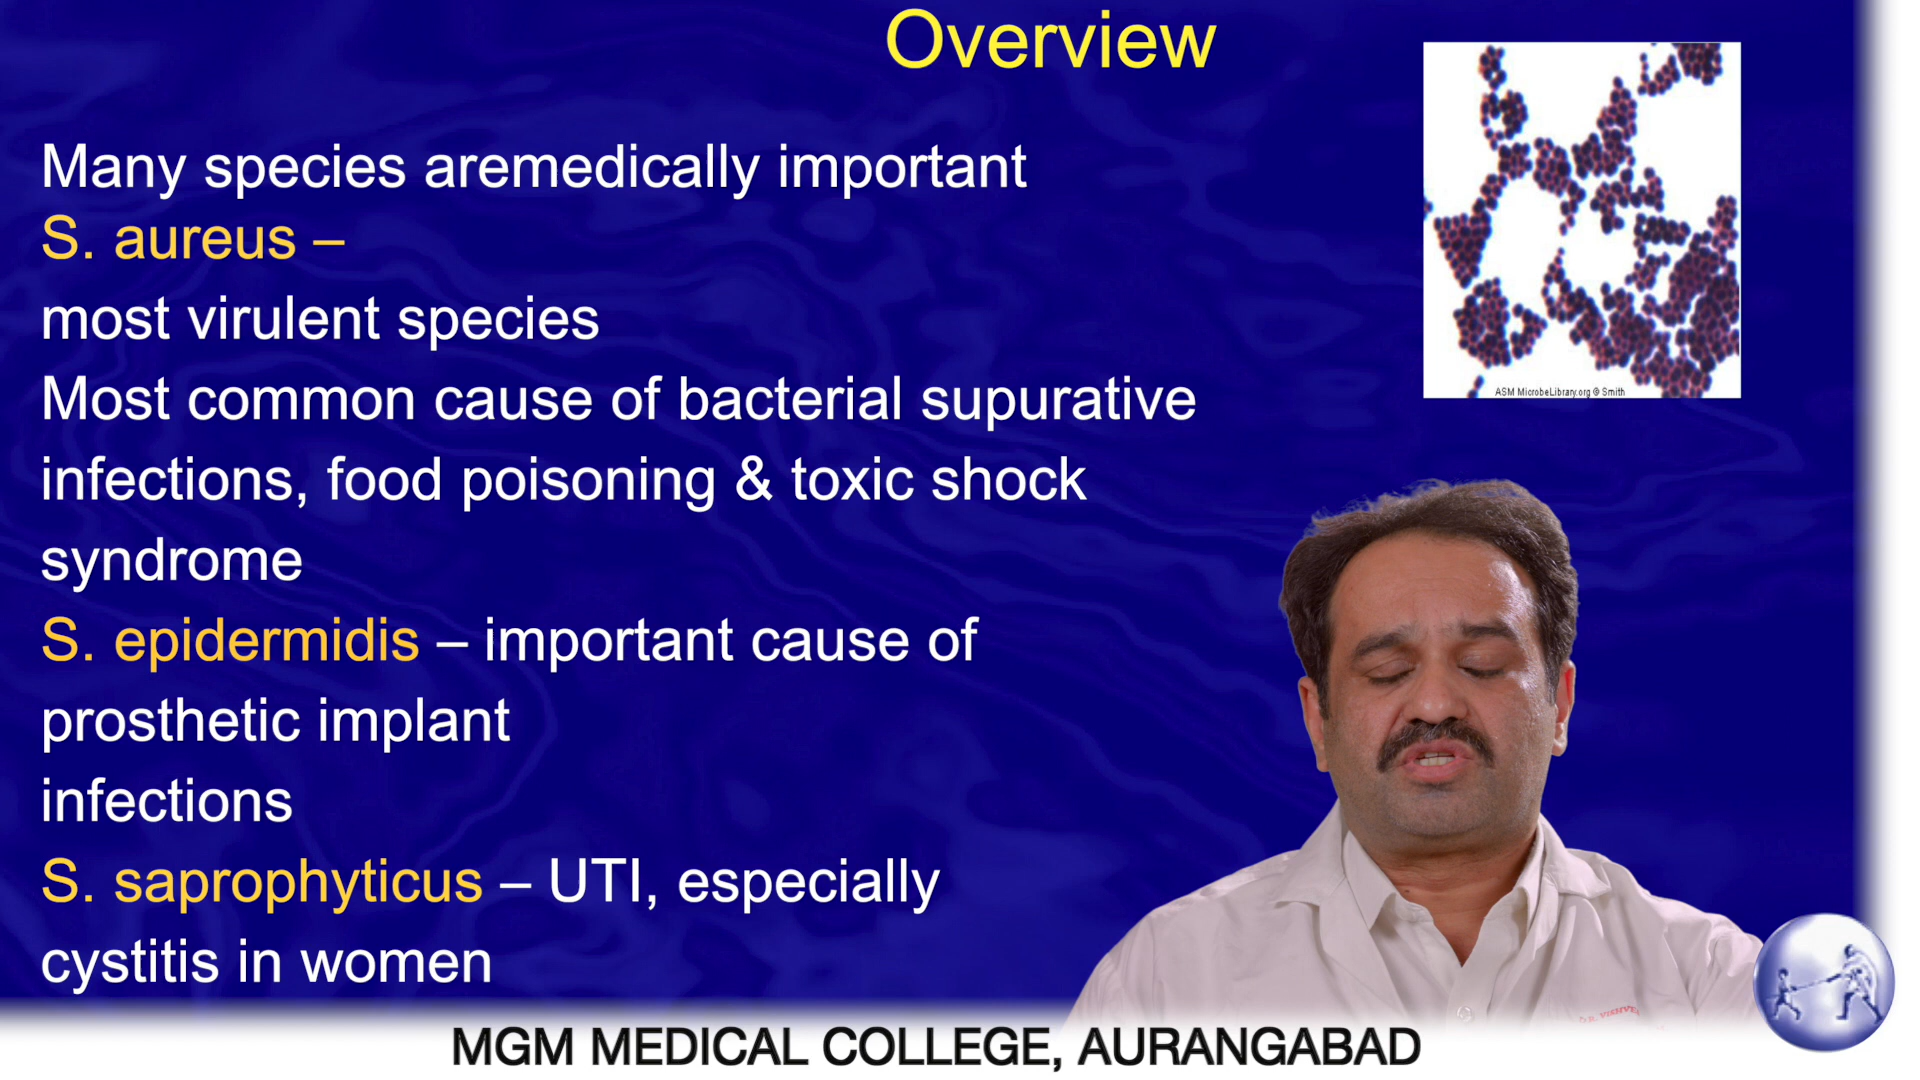 Overview
Many species aremedically important
S. aureus –
most virulent species
Most common cause of bacterial supurative
infections, food poisoning & toxic shock
syndrome
S. epidermidis – important cause of
prosthetic implant
infections
S. saprophyticus – UTI, especially
cystitis in women
ASM MicrobeLibrary.org © Smith
MGM MEDICAL COLLEGE, AURANGABAD